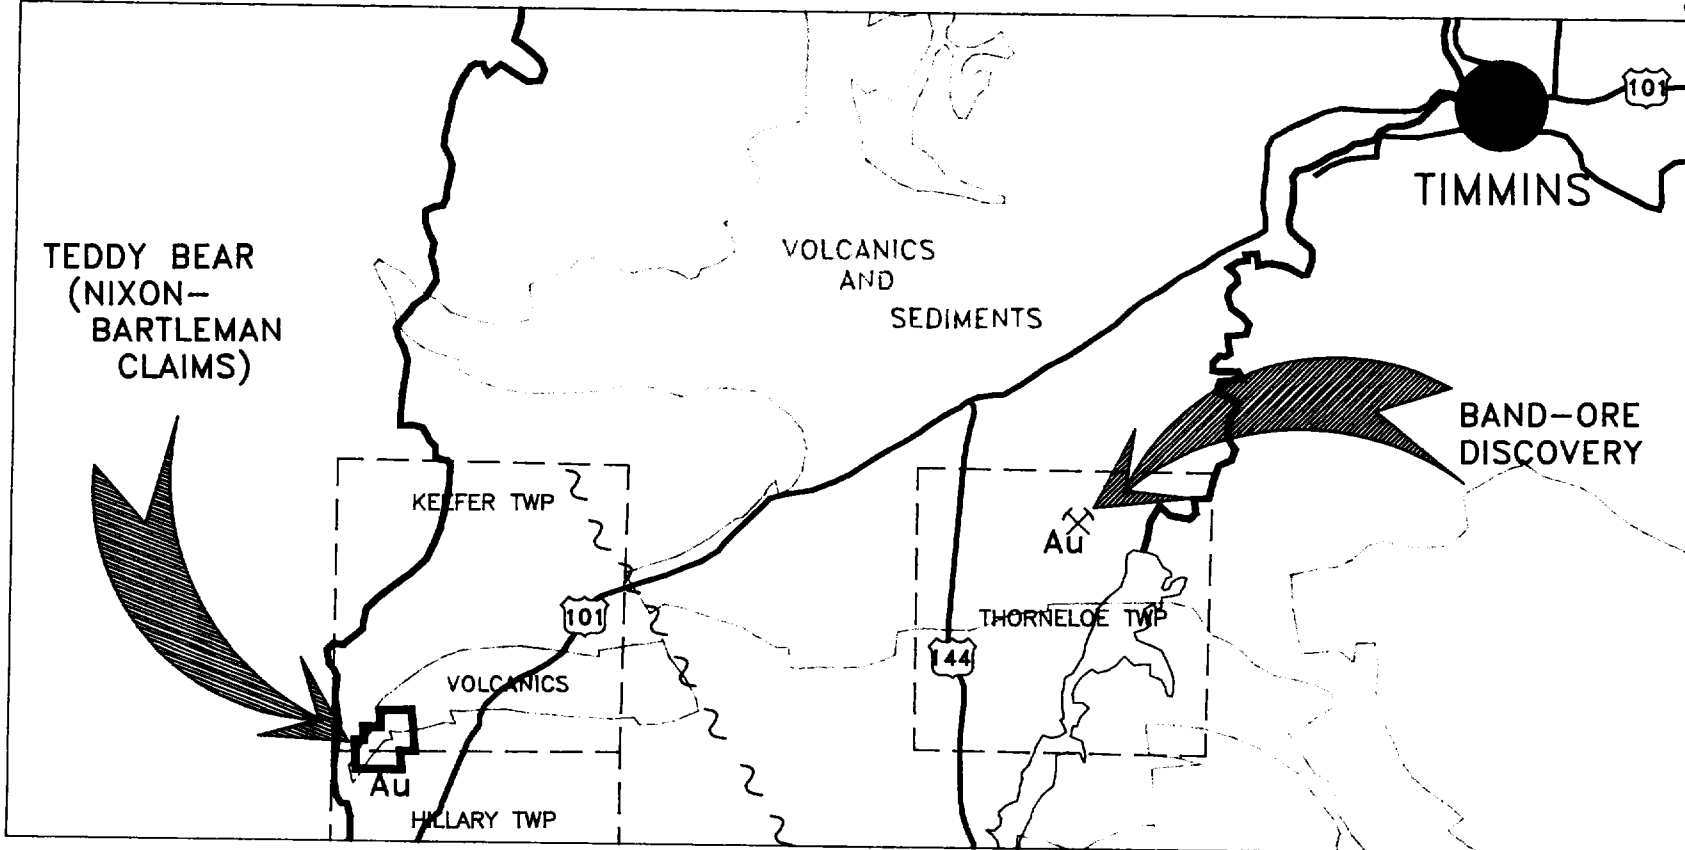 101
TIMMINS
TEDDY BEAR
(NIXON-
BARTLEMAN
CLAIMS)
VOLCANICS
AND
SEDIMENTS
BAND-ORE
DISCOVERY
KEEFER TWP
Au
101
THORNELOE TWP
144
VOLCANICS
Au
HILLARY TWP